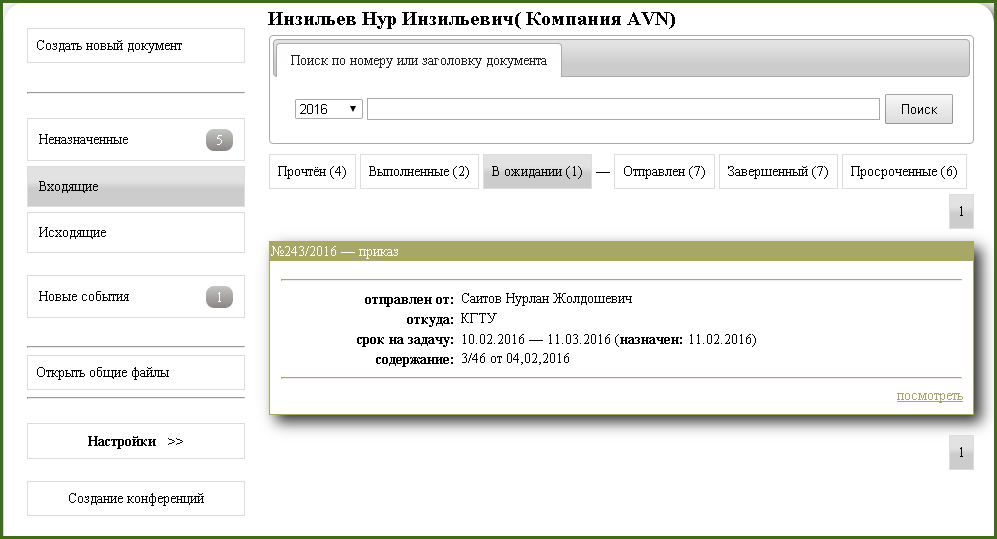 Инзильев Нур Инзильевич( Компания AVN)
Создать новый документ
Неназначенные 5
Входящие
Исходящие
Новые события 1
Открыть общие файлы
Настройки >>
Создание конференций
Поиск по номеру или заголовку документа
2016 ▼ Поиск
Прочтён (4) Выполненные (2) В ожидании (1) — Отправлен (7) Завершенный (7) Просроченные (6)
1
№243/2016 — приказ
отправлен от: Саитов Нурлан Жолдошевич
откуда: КГТУ
срок на задачу: 10.02.2016 — 11.03.2016 (назначен: 11.02.2016)
содержание: 3/46 от 04,02,2016
посмотреть
1